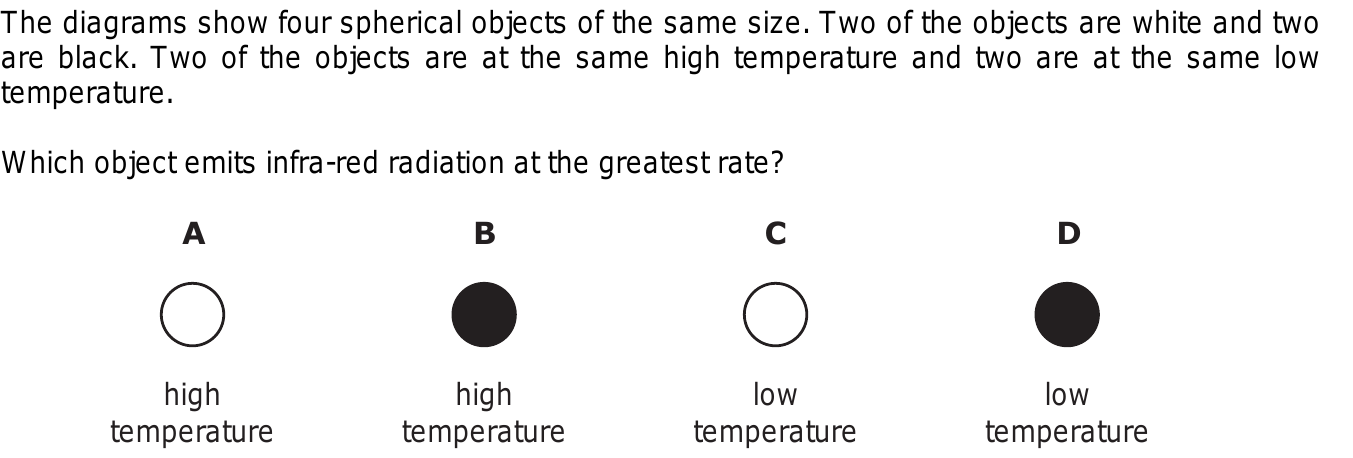 The diagrams show four spherical objects of the same size. Two of the objects are white and two
are black. Two of the objects are at the same high temperature and two are at the same low
temperature.
Which object emits infra-red radiation at the greatest rate?
A B C D
high high low low
temperature temperature temperature temperature